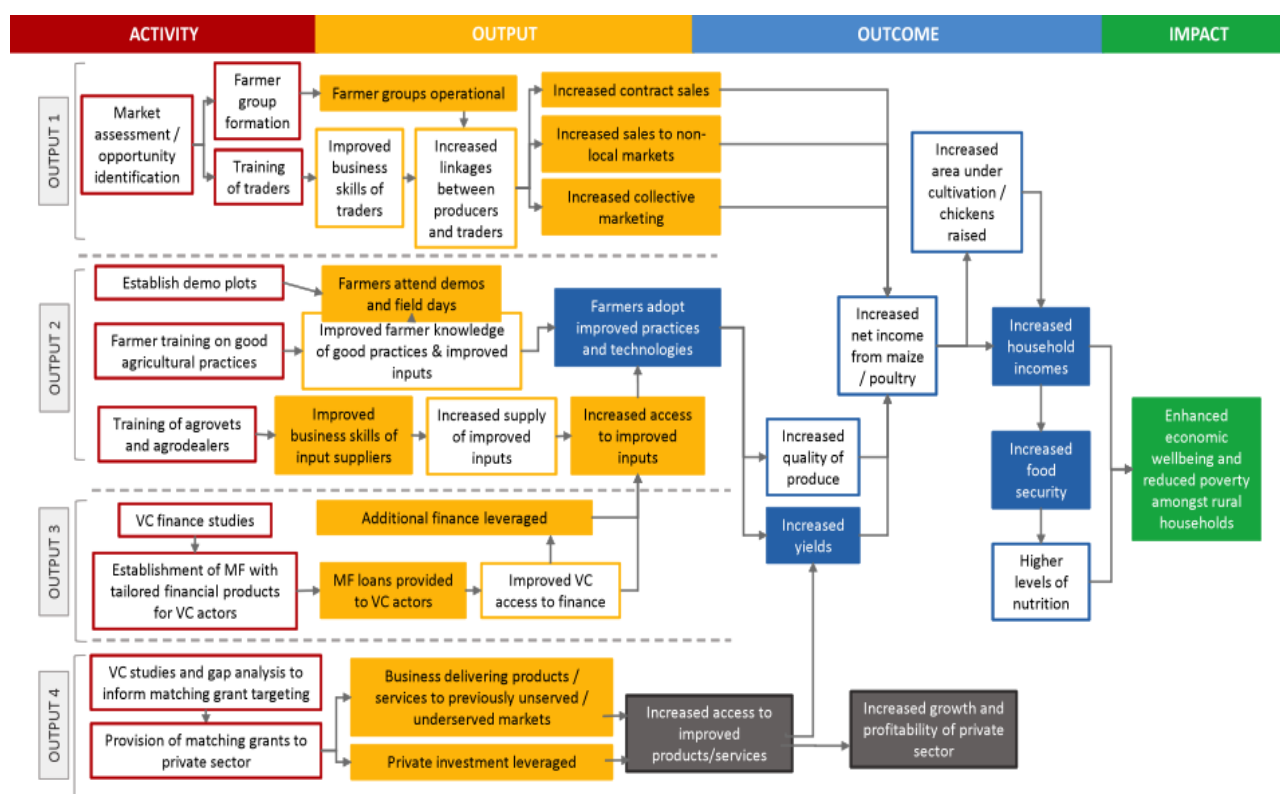 ACTIVITY
OUTPUT
OUTCOME
IMPACT
OUTPUT 1
Market
assessment /
opportunity
identification
Farmer
group
formation
Training
of traders
Farmer groups operational
Improved
business
skills of
traders
Increased
linkages
between
producers
and traders
Increased contract sales
Increased sales to non-
local markets
Increased collective
marketing
Increased
area under
cultivation /
chickens
raised
OUTPUT 2
Establish demo plots
Farmers attend demos
and field days
Farmer training on good
agricultural practices
Improved farmer knowledge
of good practices & improved
inputs
Farmers adopt
improved practices
and technologies
Training of agrovets
and agrodealers
Improved
business skills of
input suppliers
Increased
supply of
improved
inputs
Increased access
to improved
inputs
Increased
net income
from maize
/ poultry
Increased
household
incomes
Increased
quality of
produce
Increased
food
security
Increased
yields
Higher
levels of
nutrition
Enhanced
economic
wellbeing and
reduced poverty
amongst rural
households
OUTPUT 3
VC finance studies
Additional finance leveraged
Establishment of MF with
tailored financial products
for VC actors
MF loans provided
to VC actors
Improved VC
access to finance
OUTPUT 4
VC studies and gap analysis to
inform matching grant targeting
Provision of matching grants to
private sector
Business delivering products /
services to previously unserved /
underserved markets
Private investment leveraged
Increased access to
improved
products/services
Increased growth and
profitability of private
sector